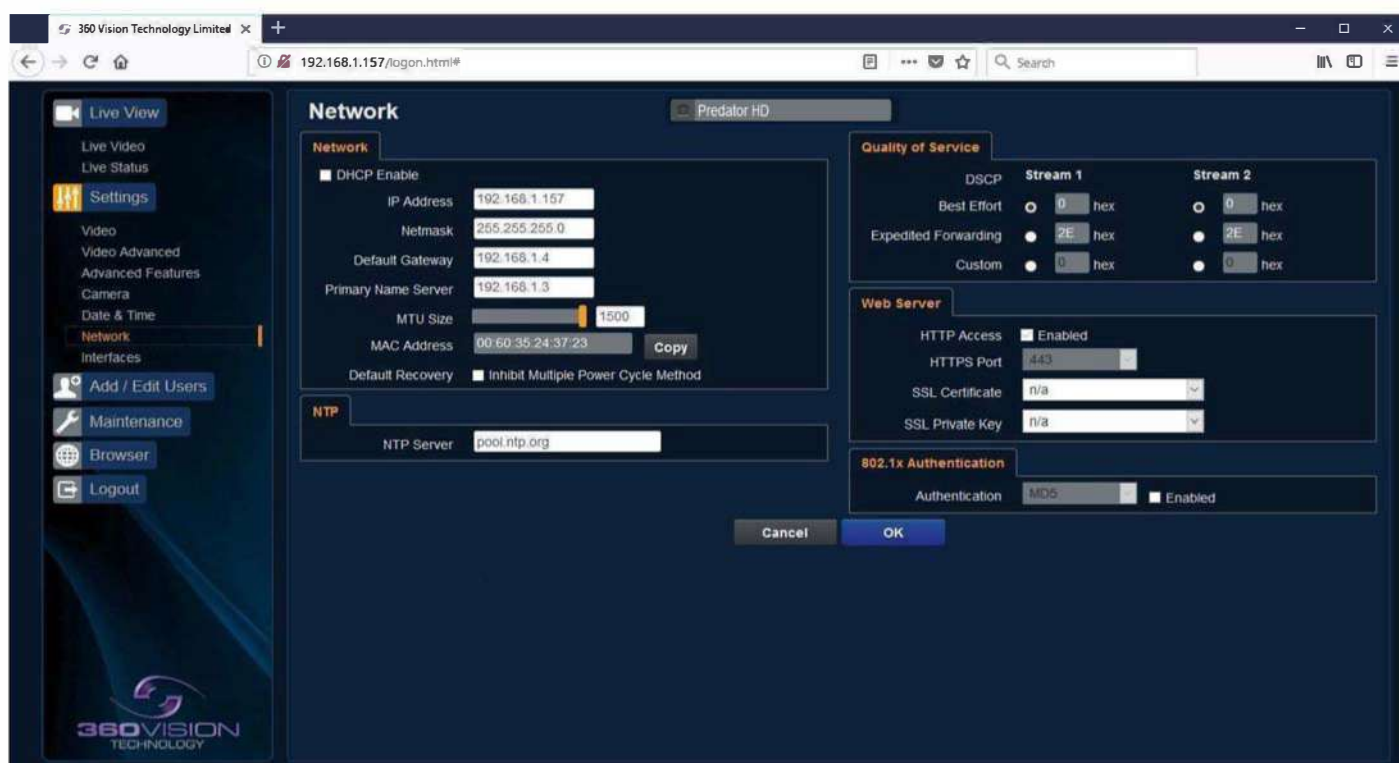 360 Vision Technology Limited
192.168.1.157/logon.html#
Search
Live View
Live Video
Live Status
Settings
Video
Video Advanced
Advanced Features
Camera
Date & Time
Network
Interfaces
Add / Edit Users
Maintenance
Browser
Logout
360VISION
TECHNOLOGY
Network
Predator HD
Network
DHCP Enable
IP Address 192.168.1.157
Netmask 255.255.255.0
Default Gateway 192.168.1.4
Primary Name Server 192.168.1.3
MTU Size 1500
MAC Address 00:60:35:24:37:23 Copy
Default Recovery Inhibit Multiple Power Cycle Method
NTP
NTP Server pool.ntp.org
Quality of Service
DSCP Stream 1 Stream 2
Best Effort 0 hex 0 hex
Expedited Forwarding 2E hex 2E hex
Custom 0 hex 0 hex
Web Server
HTTP Access Enabled
HTTPS Port 443
SSL Certificate n/a
SSL Private Key n/a
802.1x Authentication
Authentication MD5 Enabled
Cancel OK